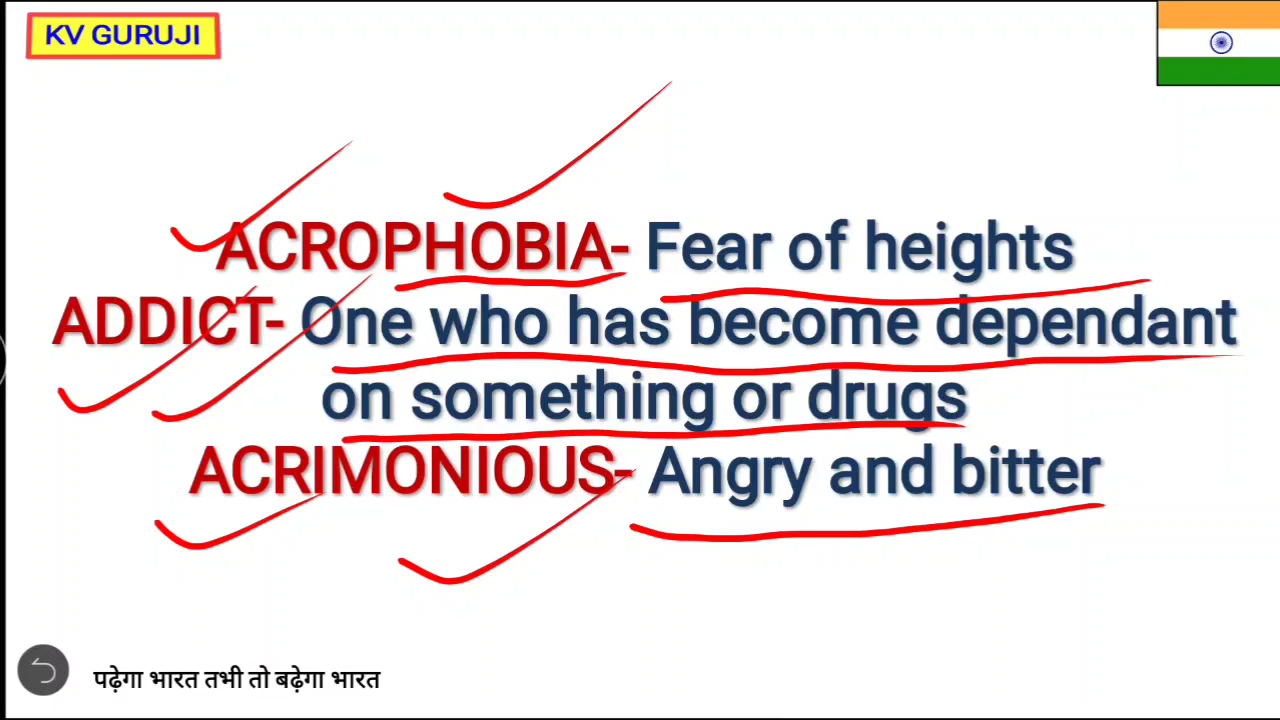 KV GURUJI
ACROPHOBIA- Fear of heights
ADDICT- One who has become dependant
on something or drugs
ACRIMONIOUS- Angry and bitter
पढ़ेगा भारत तभी तो बढ़ेगा भारत